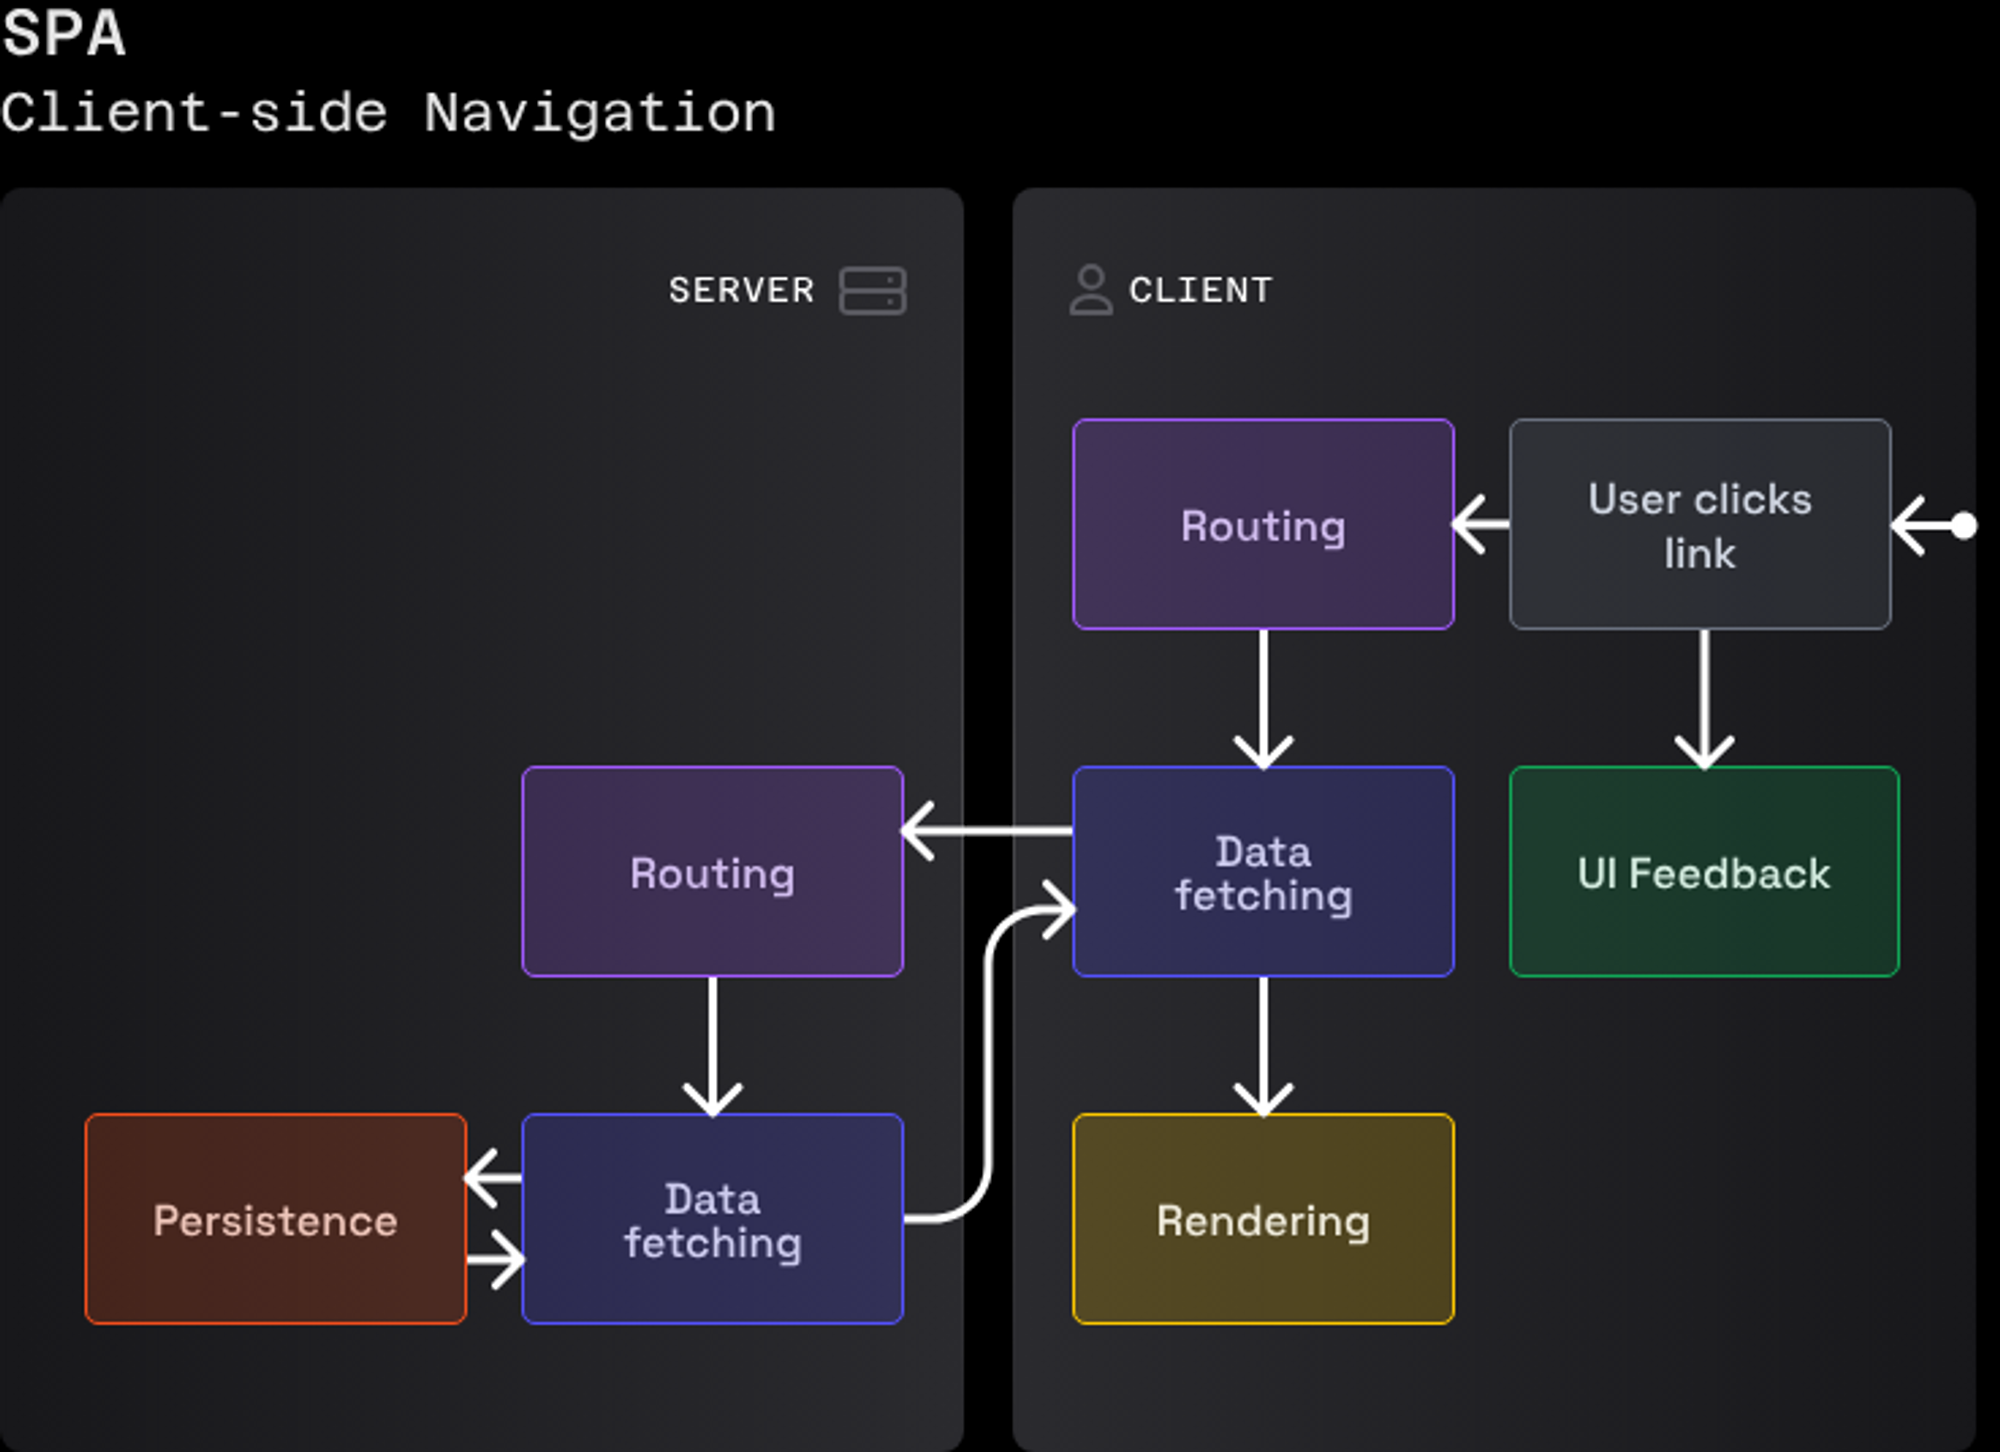 SPA
Client-side Navigation
SERVER
CLIENT
Routing
User clicks
link
Routing
Data
fetching
UI Feedback
Persistence
Data
fetching
Rendering